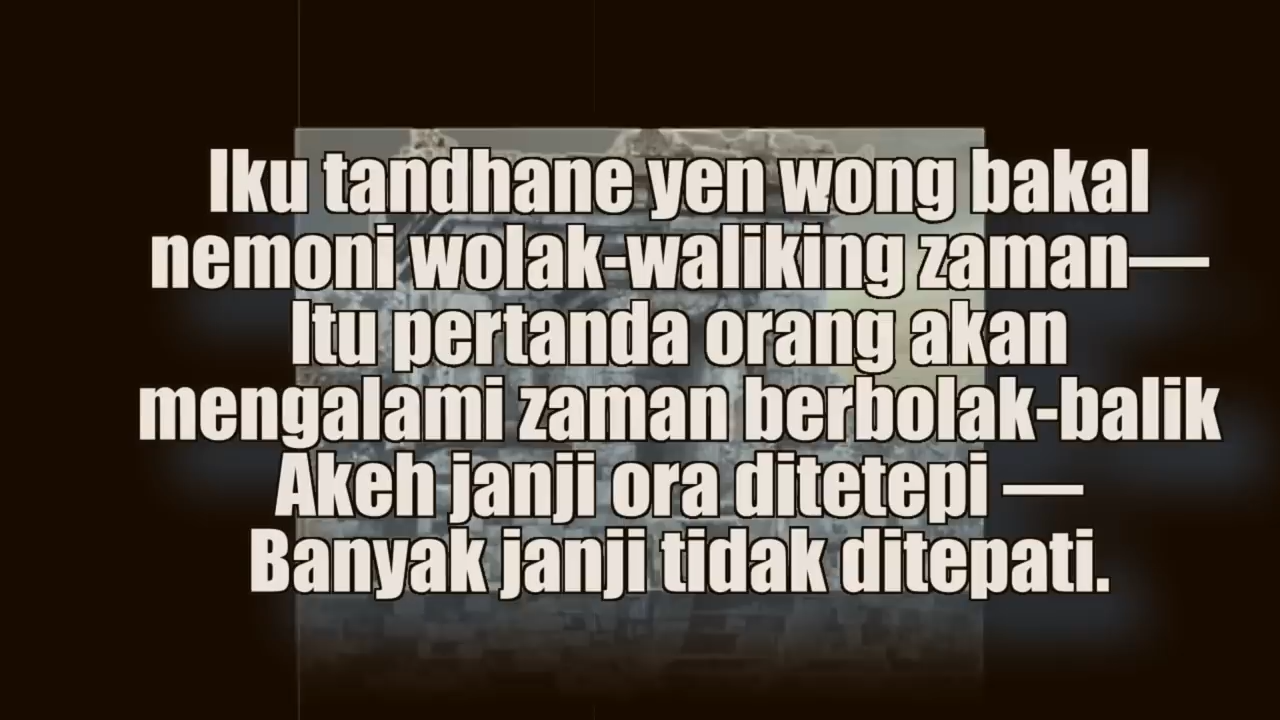 Iku tandhane yen wong bakal
nemoni wolak-waliking zaman—
Itu pertanda orang akan
mengalami zaman berbolak-balik
Akeh janji ora ditetepi —
Banyak janji tidak ditepati.